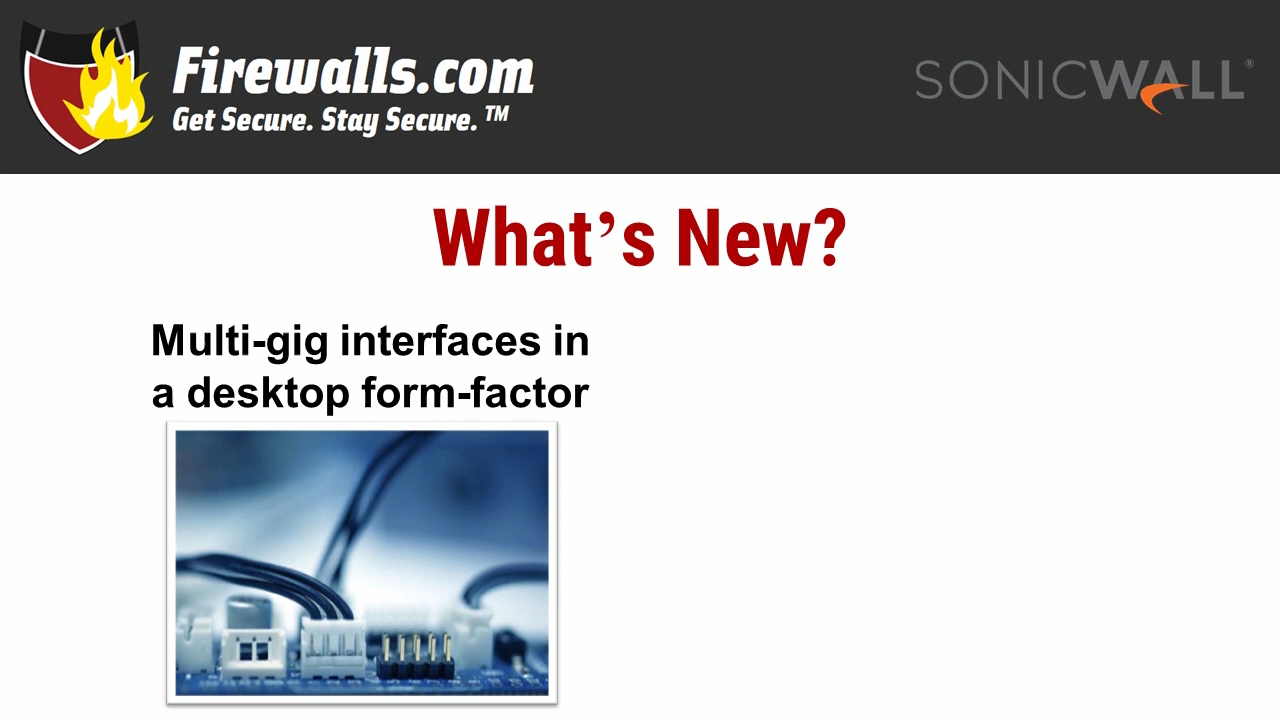 Firewalls.com
Get Secure. Stay Secure.™
SONICWALL®
What’s New?
Multi-gig interfaces in
a desktop form-factor